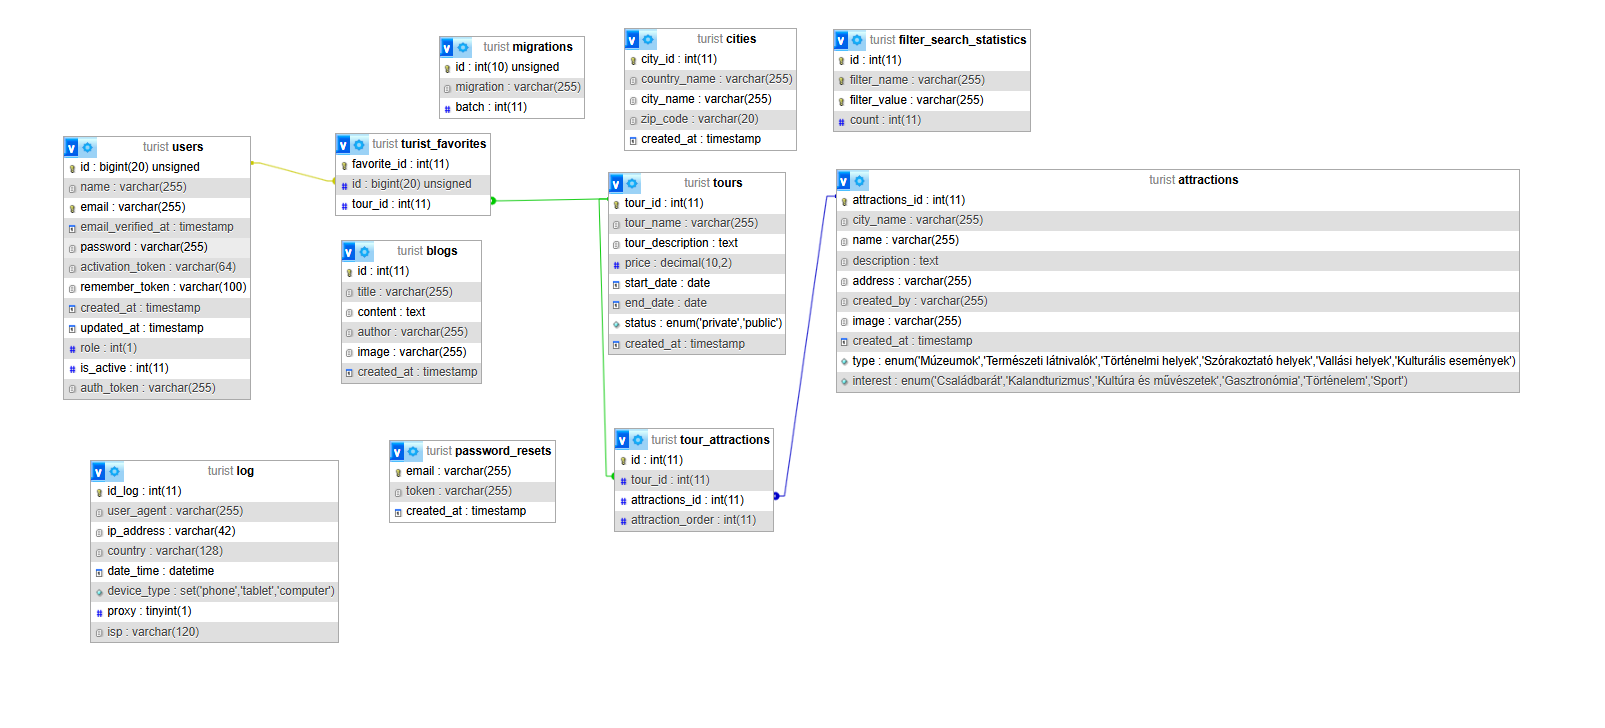 turist migrations
id : int(10) unsigned
migration : varchar(255)
batch : int(11)
turist cities
city_id : int(11)
country_name : varchar(255)
city_name : varchar(255)
zip_code : varchar(20)
created_at : timestamp
turist filter_search_statistics
id : int(11)
filter_name : varchar(255)
filter_value : varchar(255)
count : int(11)
turist users
id : bigint(20) unsigned
name : varchar(255)
email : varchar(255)
email_verified_at : timestamp
password : varchar(255)
activation_token : varchar(64)
remember_token : varchar(100)
created_at : timestamp
updated_at : timestamp
role : int(1)
is_active : int(11)
auth_token : varchar(255)
turist turist_favorites
favorite_id : int(11)
id : bigint(20) unsigned
tour_id : int(11)
turist tours
tour_id : int(11)
tour_name : varchar(255)
tour_description : text
price : decimal(10,2)
start_date : date
end_date : date
status : enum('private','public')
created_at : timestamp
turist attractions
attractions_id : int(11)
city_name : varchar(255)
name : varchar(255)
description : text
address : varchar(255)
created_by : varchar(255)
image : varchar(255)
created_at : timestamp
type : enum('Múzeumok','Természeti látnivalók','Történelmi helyek','Szórakoztató helyek','Vallási helyek','Kulturális események')
interest : enum('Családbarát','Kalandturizmus','Kultúra és művészetek','Gasztronómia','Történelem','Sport')
turist blogs
id : int(11)
title : varchar(255)
content : text
author : varchar(255)
image : varchar(255)
created_at : timestamp
turist log
id_log : int(11)
user_agent : varchar(255)
ip_address : varchar(42)
country : varchar(128)
date_time : datetime
device_type : set('phone','tablet','computer')
proxy : tinyint(1)
isp : varchar(120)
turist password_resets
email : varchar(255)
token : varchar(255)
created_at : timestamp
turist tour_attractions
id : int(11)
tour_id : int(11)
attractions_id : int(11)
attraction_order : int(11)